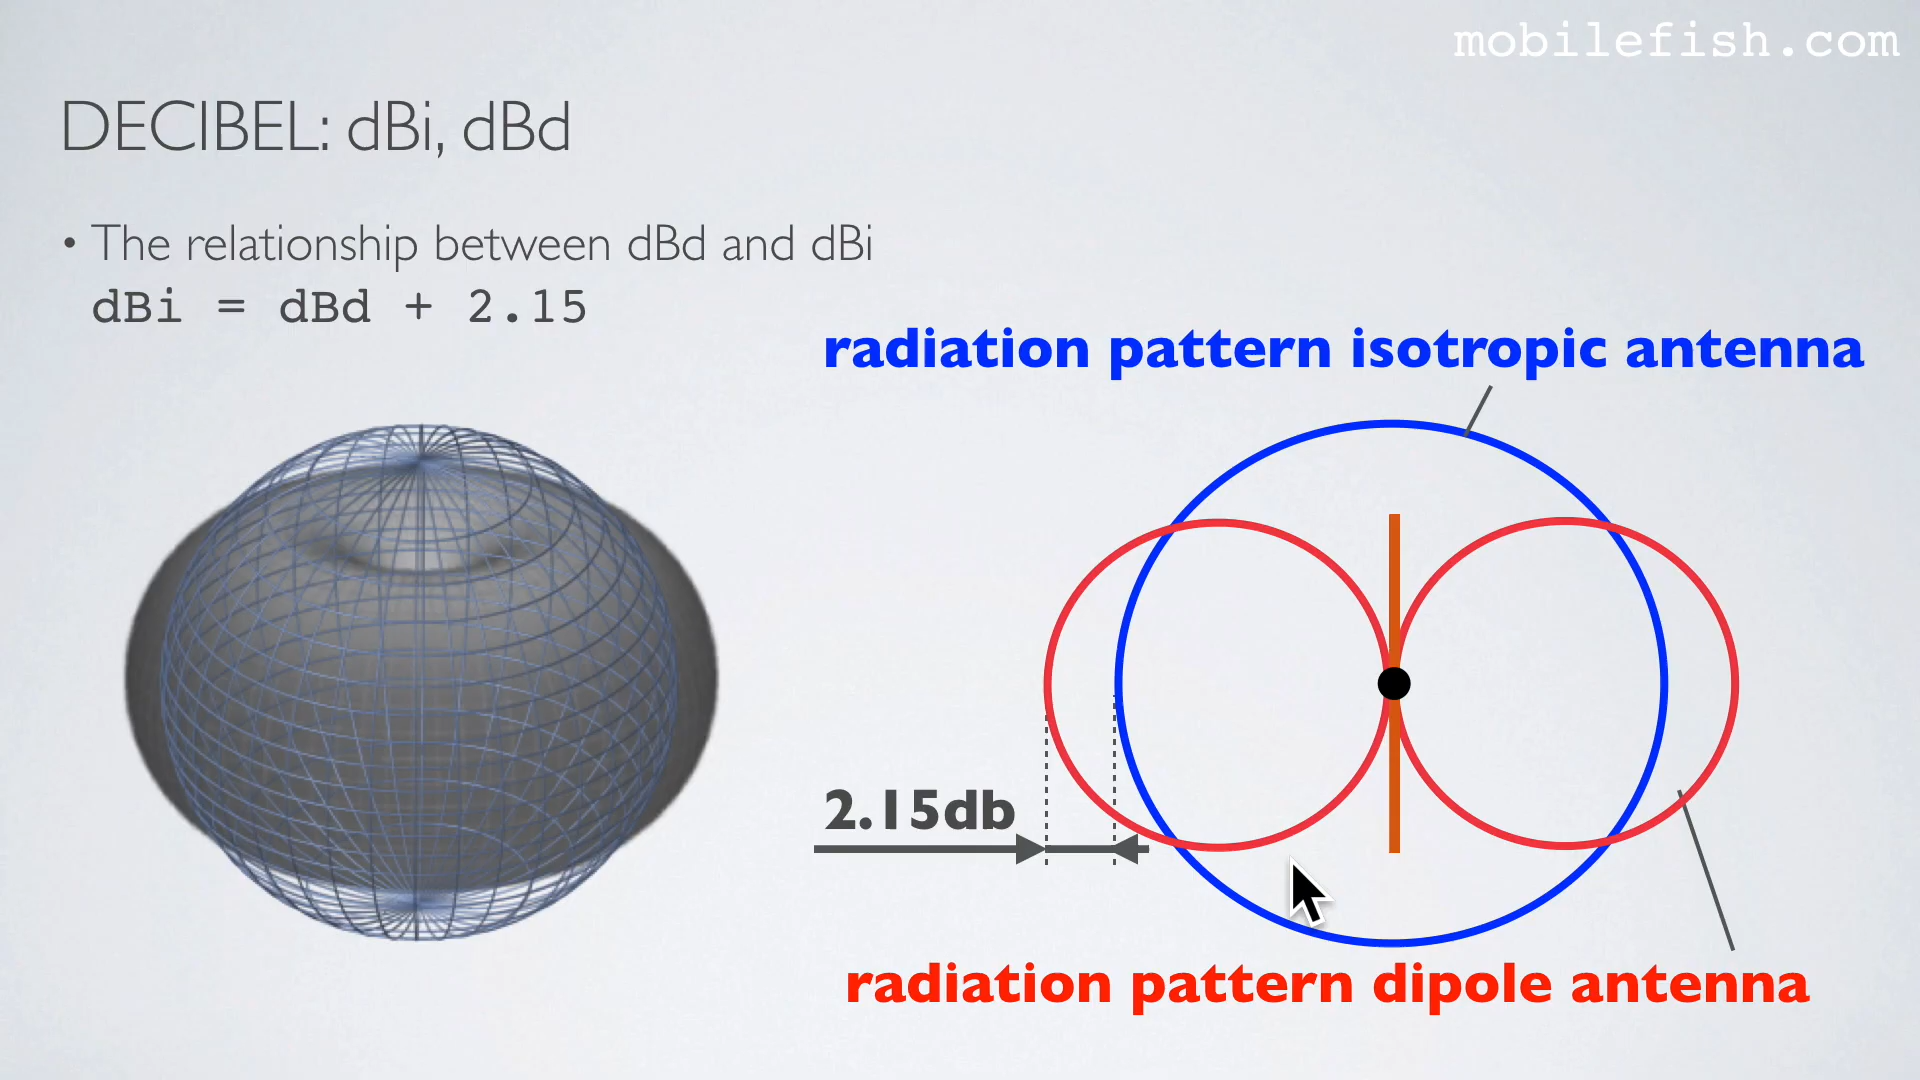 mobilefish.com
DECIBEL: dBi, dBd
• The relationship between dBd and dBi
dBi = dBd + 2.15
radiation pattern isotropic antenna
2.15db
radiation pattern dipole antenna